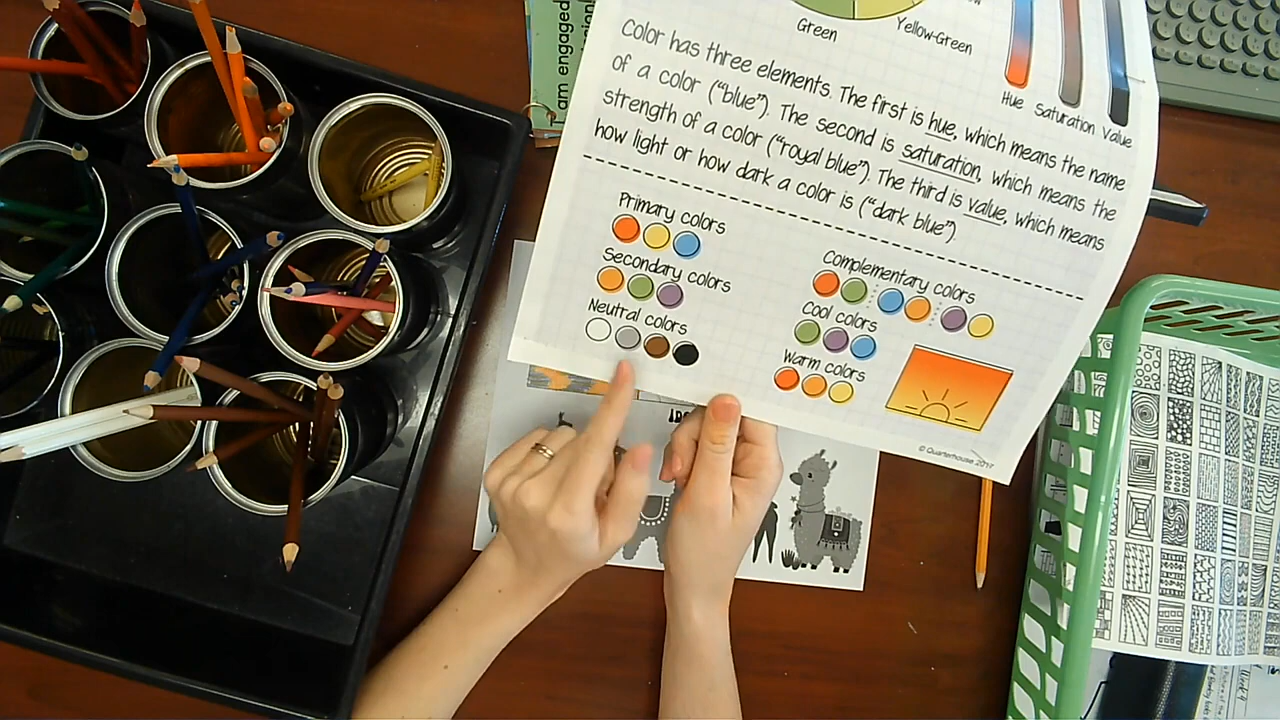 I am engaged
Green
Yellow-Green
Hue Saturation Value
Color has three elements. The first is hue, which means the name
of a color ("blue"). The second is saturation, which means the
strength of a color ("royal blue"). The third is value, which means
how light or how dark a color is ("dark blue").
Primary colors
Secondary colors
Neutral colors
Complementary colors
Cool colors
Warm colors
© Quarterhouse 2017